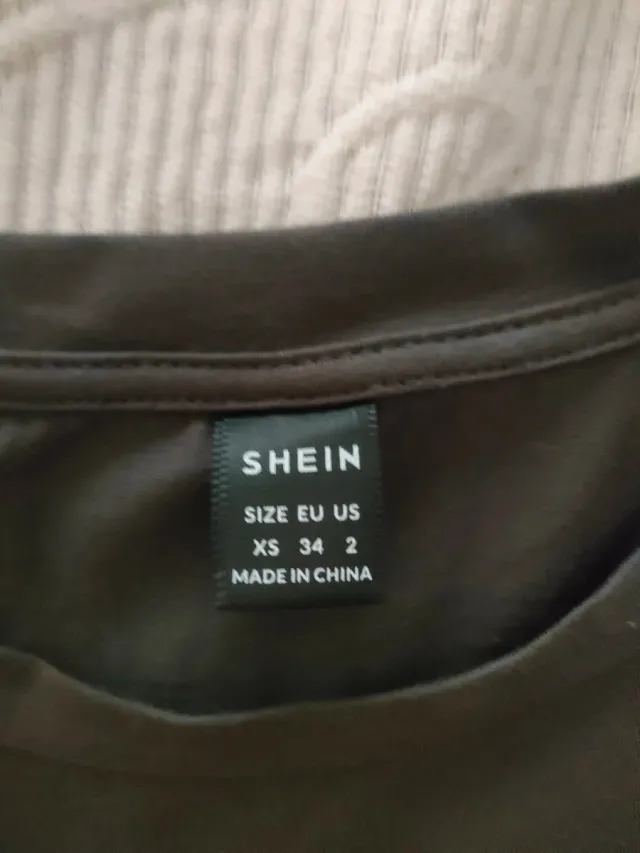 SHEIN
SIZE EU US
XS 34 2
MADE IN CHINA